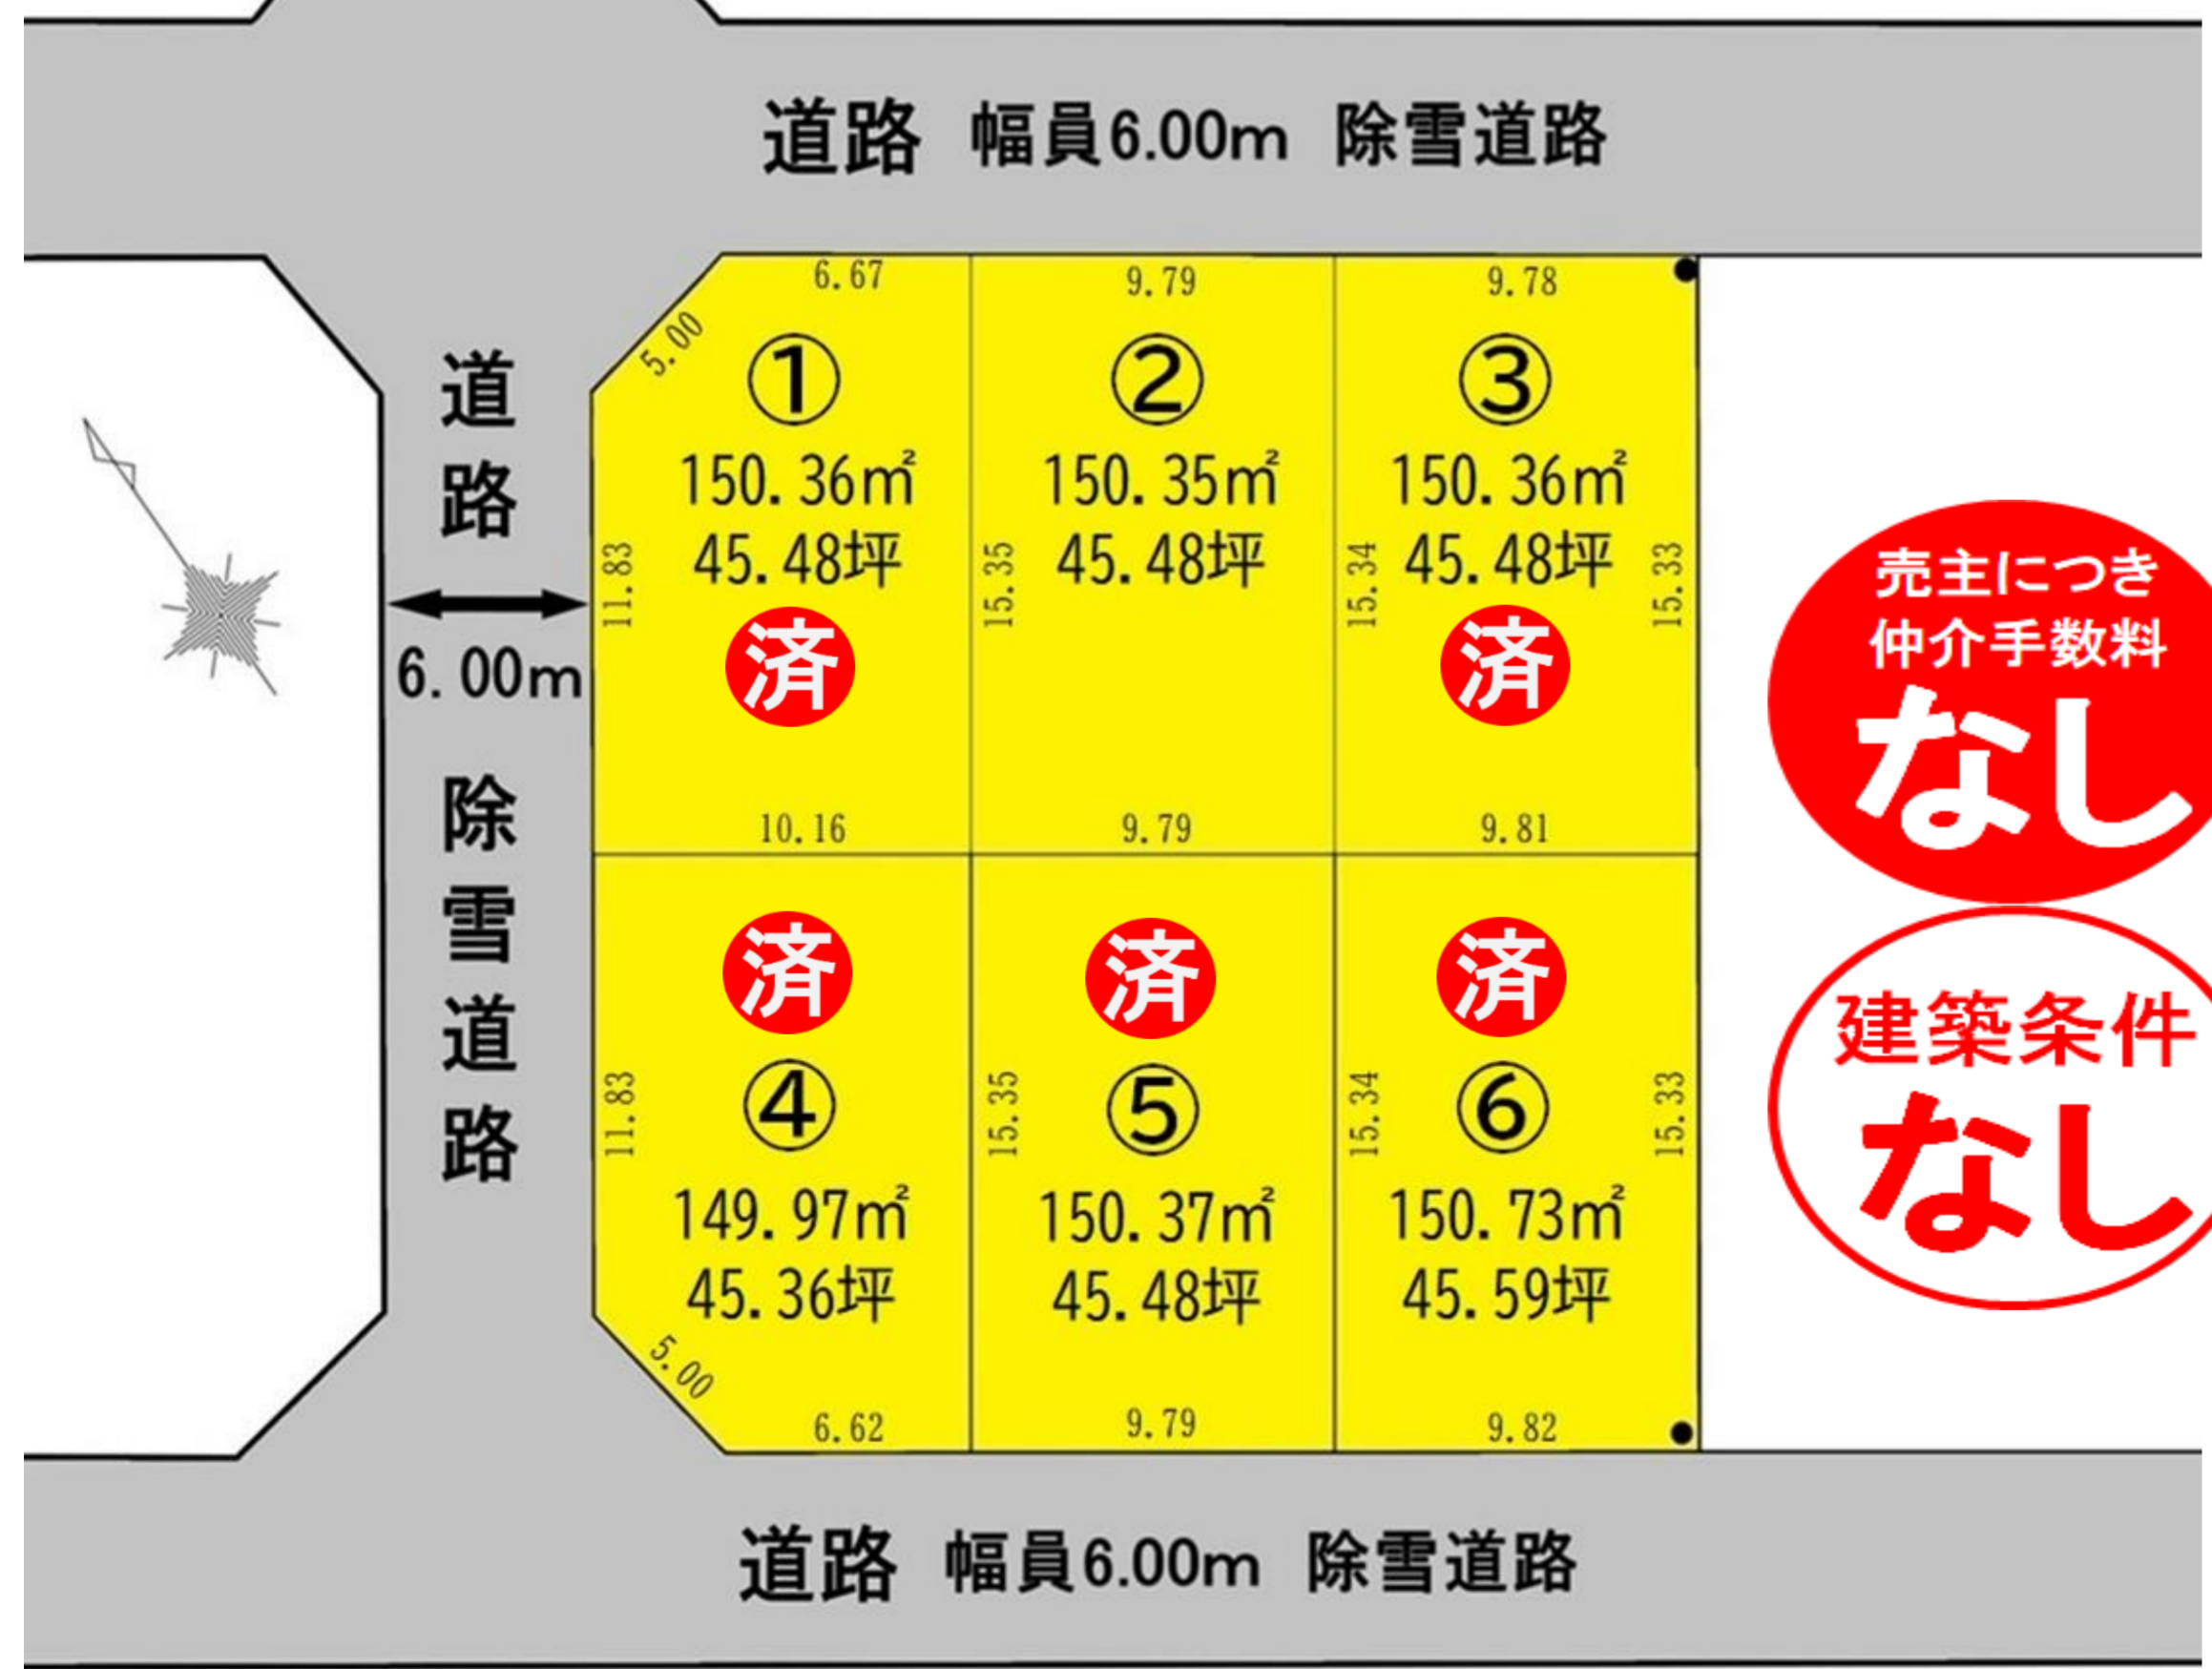 道路 幅員6.00m 除雪道路
道路
6.00m
除雪道路
6.67
5.00
①
150.36㎡
45.48坪
11.83
済
10.16
9.79
②
150.35㎡
45.48坪
15.35
9.79
9.78
③
150.36㎡
45.48坪
15.34
15.33
済
9.81
済
④
11.83
149.97㎡
45.36坪
5.00
6.62
済
⑤
15.35
150.37㎡
45.48坪
9.79
済
⑥
15.34
15.33
150.73㎡
45.59坪
9.82
売主につき
仲介手数料
なし
建築条件
なし
道路 幅員6.00m 除雪道路